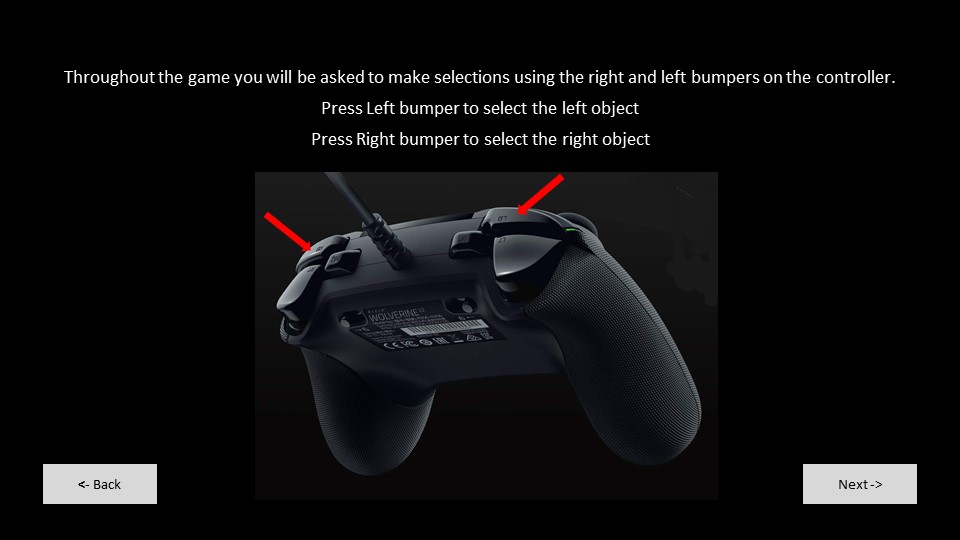 Throughout the game you will be asked to make selections using the right and left bumpers on the controller.
Press Left bumper to select the left object
Press Right bumper to select the right object
WOLVERINE V2
<- Back
Next ->